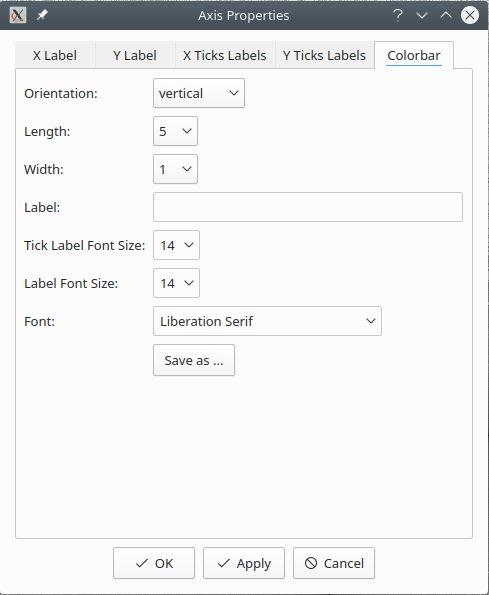 Axis Properties
X Label Y Label X Ticks Labels Y Ticks Labels Colorbar
Orientation: vertical
Length: 5
Width: 1
Label:
Tick Label Font Size: 14
Label Font Size: 14
Font: Liberation Serif
Save as ...
OK Apply Cancel